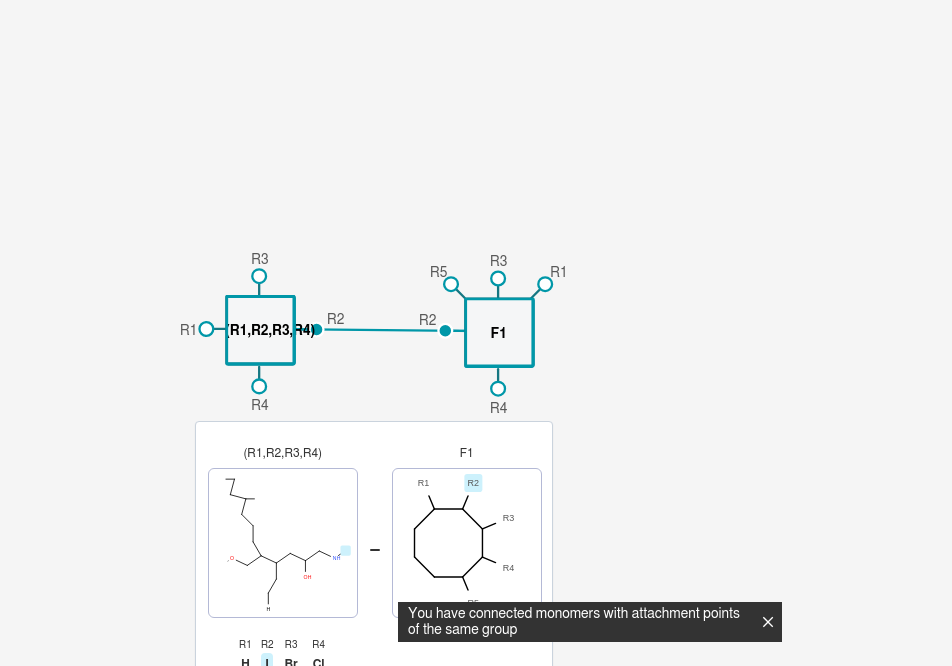 R3
R3
R5
R1
R2
R2
R1
(R1,R2,R3,R4)
F1
R4
R4
(R1,R2,R3,R4)
F1
R1
R2
R3
R4
NH
O
OH
H
You have connected monomers with attachment points
of the same group
R1 R2 R3 R4
H I Br Cl